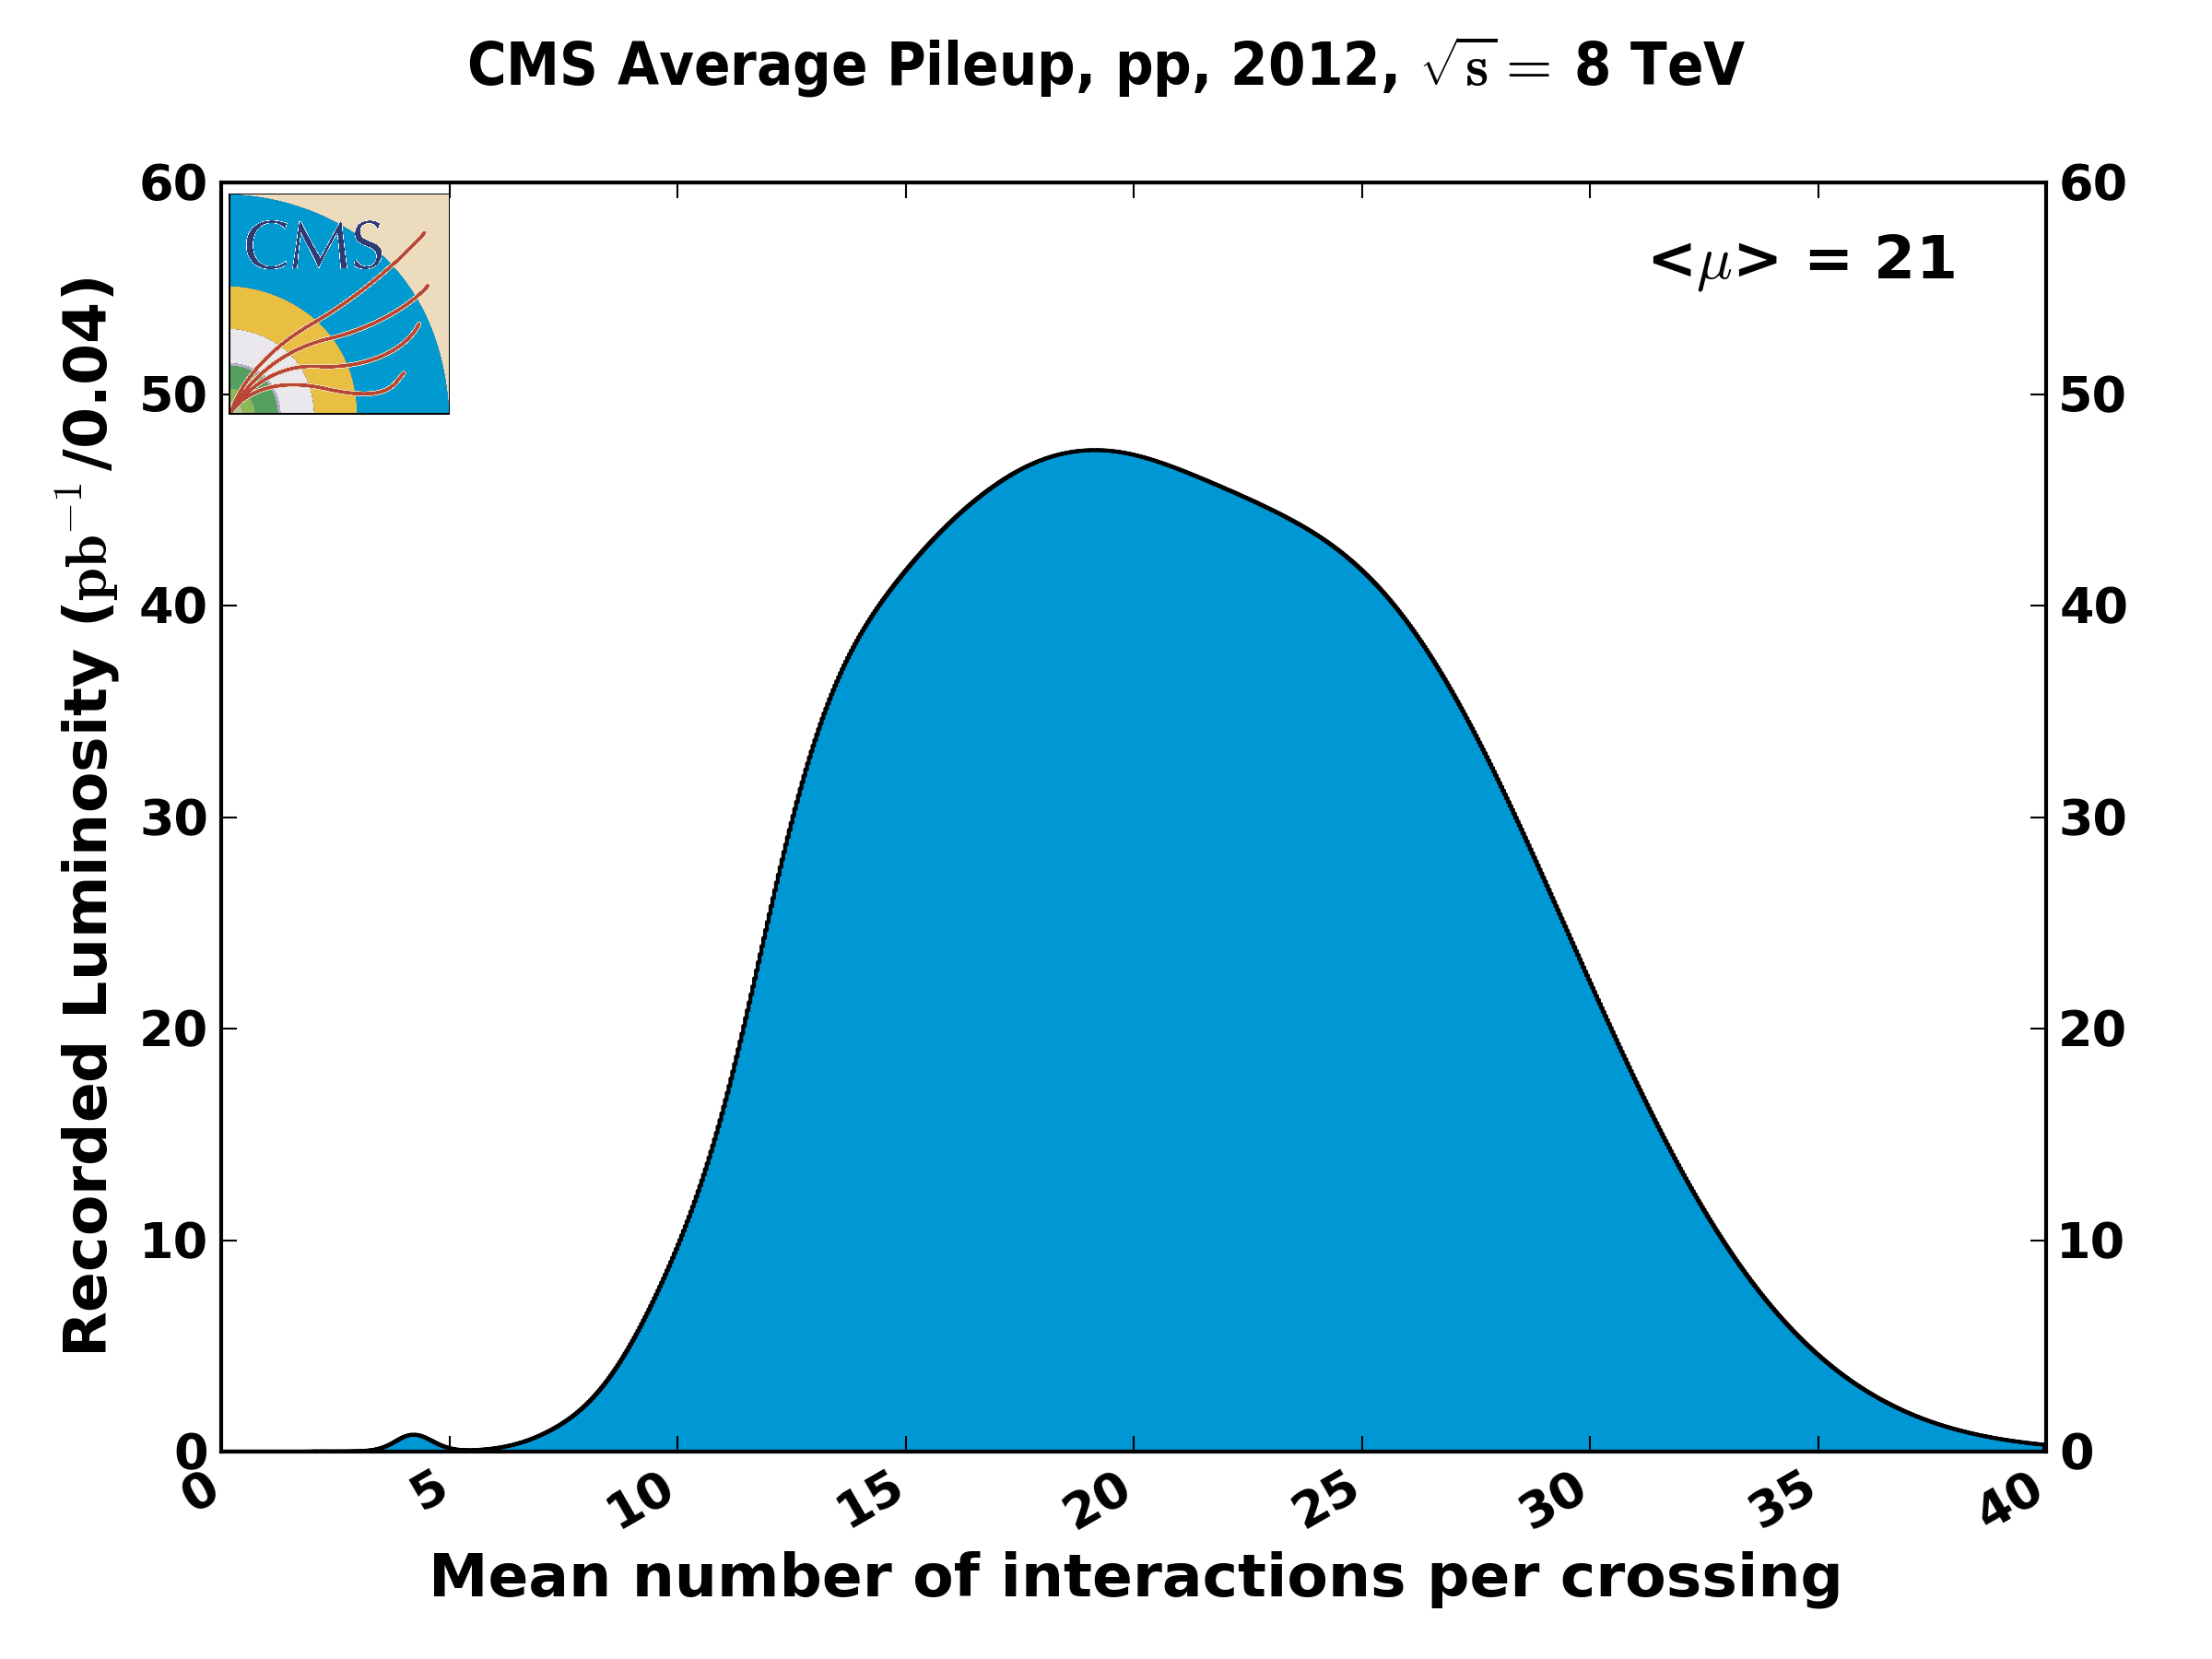 CMS Average Pileup, pp, 2012, √s = 8 TeV
CMS
<μ> = 21
Recorded Luminosity (pb⁻¹/0.04)
60
50
40
30
20
10
0
60
50
40
30
20
10
0
0 5 10 15 20 25 30 35 40
Mean number of interactions per crossing